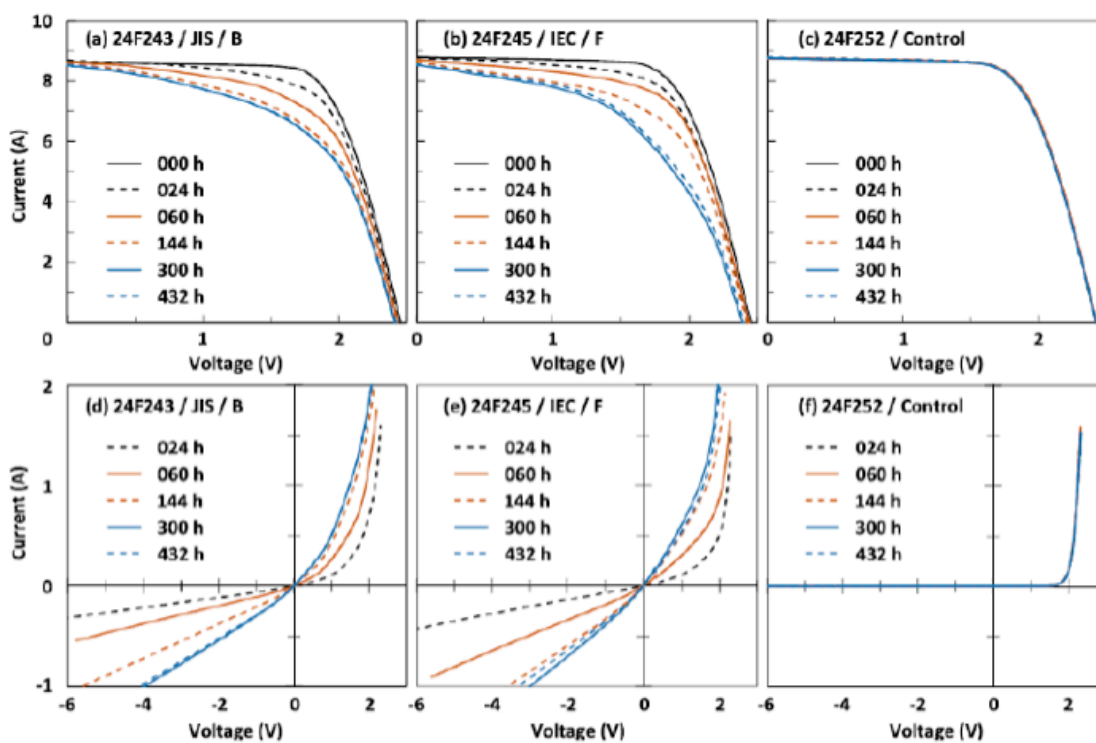 (a) 24F243 / JIS / B
(b) 24F245 / IEC / F
(c) 24F252 / Control
10
8
6
4
2
0
Current (A)
000 h
024 h
060 h
144 h
300 h
432 h
000 h
024 h
060 h
144 h
300 h
432 h
000 h
024 h
060 h
144 h
300 h
432 h
1 2
0 1 2
0 1 2
Voltage (V)
Voltage (V)
Voltage (V)
(d) 24F243 / JIS / B
(e) 24F245 / IEC / F
(f) 24F252 / Control
2
1
0
-1
Current (A)
024 h
060 h
144 h
300 h
432 h
024 h
060 h
144 h
300 h
432 h
024 h
060 h
144 h
300 h
432 h
-6 -4 -2 0 2
-6 -4 -2 0 2
-6 -4 -2 0 2
Voltage (V)
Voltage (V)
Voltage (V)